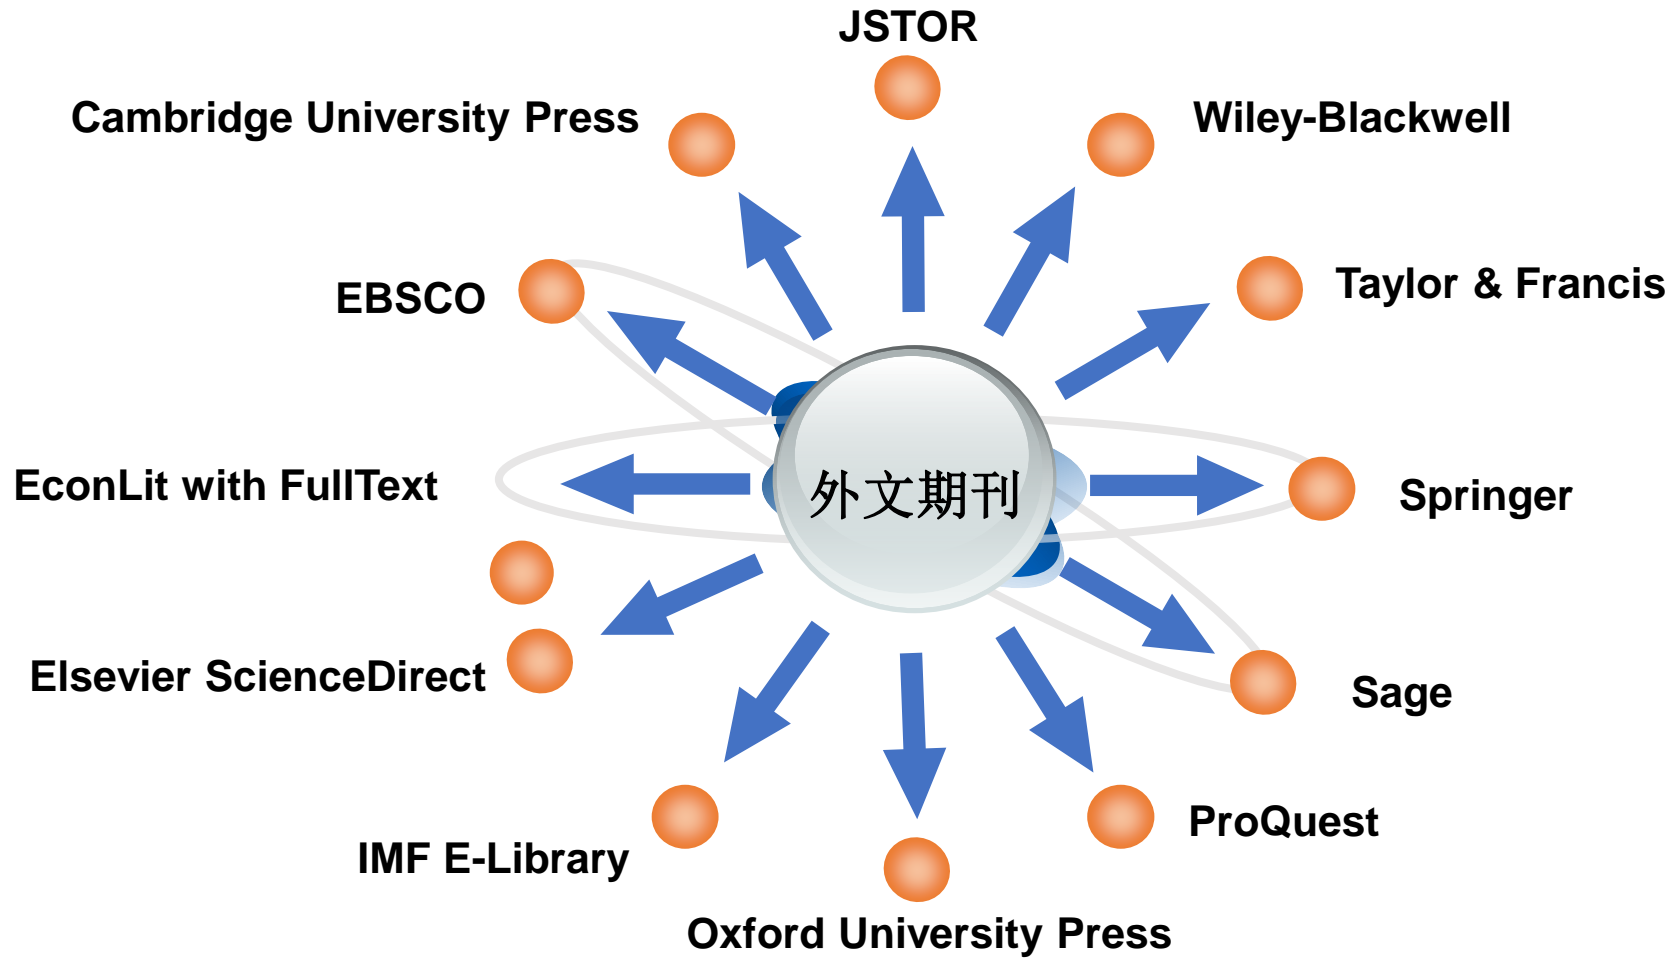 JSTOR
Cambridge University Press
Wiley-Blackwell
Taylor & Francis
EBSCO
EconLit with FullText
外文期刊
Springer
Elsevier ScienceDirect
Sage
ProQuest
IMF E-Library
Oxford University Press